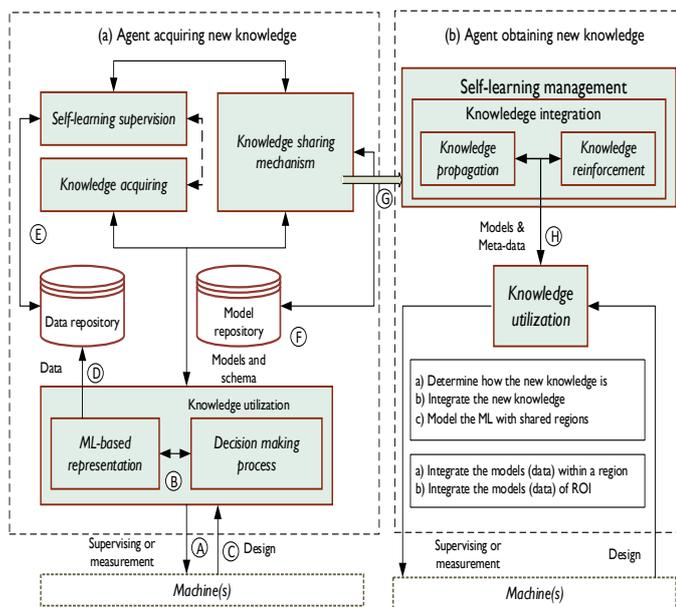 (a) Agent acquiring new knowledge
Self-learning supervision
Knowledge acquiring
Knowledge sharing
mechanism
G
E
Data repository
Model
repository
F
Data
D
Models and
schema
Knowledge utilization
ML-based
representation
B
Decision making
process
Supervising or
measurement
A
C
Design
Machine(s)
(b) Agent obtaining new knowledge
Self-learning management
Knowledege integration
Knowledge
propagation
Knowledge
reinforcement
Models &
Meta-data
H
Knowledge
utilization
a) Determine how the new knowledge is
b) Integrate the new knowledge
c) Model the ML with shared regions
a) Integrate the models (data) within a region
b) Integrate the models (data) of ROI
Supervising or
measurement
Design
Machine(s)